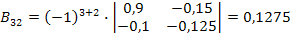 B₃₂ = (−1)³⁺² · |0,9 −0,15|
|−0,1 −0,125| = 0,1275